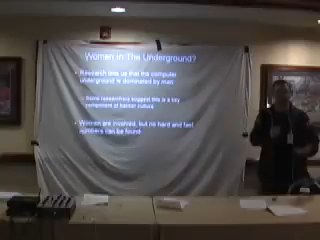 Women In The Underground?
• Research tells us that the computer
underground is dominated by men
– Some researchers suggest this is a key
component of hacker culture
• Women are involved, but no hard and fast
numbers can be found